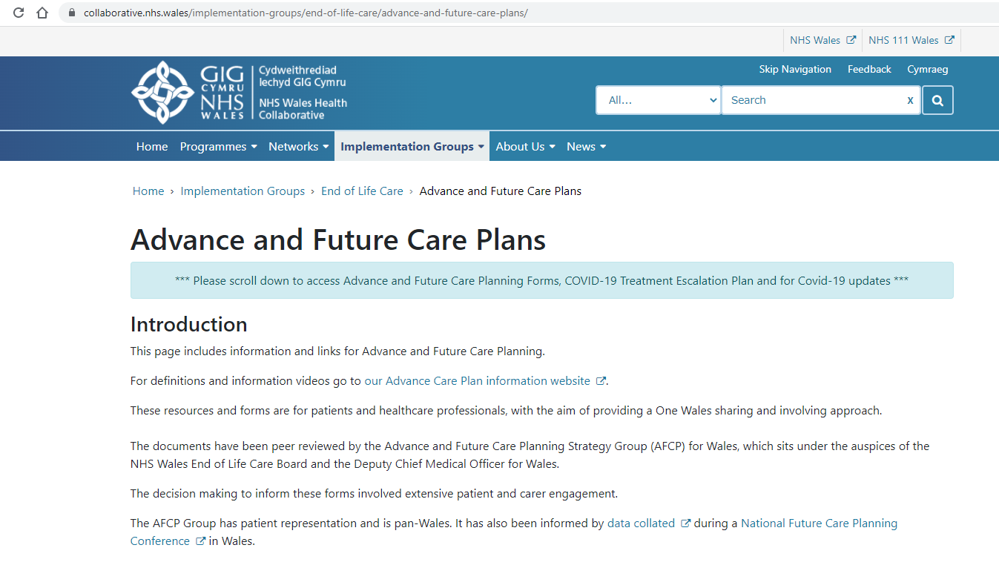 collaborative.nhs.wales/implementation-groups/end-of-life-care/advance-and-future-care-plans/
NHS Wales
NHS 111 Wales
GIG
CYMRU
NHS
WALES
Cydweithrediad
Iechyd GIG Cymru
NHS Wales Health
Collaborative
Skip Navigation
Feedback
Cymraeg
All...
Search
x
Home
Programmes
Networks
Implementation Groups
About Us
News
Home › Implementation Groups › End of Life Care › Advance and Future Care Plans
Advance and Future Care Plans
*** Please scroll down to access Advance and Future Care Planning Forms, COVID-19 Treatment Escalation Plan and for Covid-19 updates ***
Introduction
This page includes information and links for Advance and Future Care Planning.
For definitions and information videos go to our Advance Care Plan information website.
These resources and forms are for patients and healthcare professionals, with the aim of providing a One Wales sharing and involving approach.
The documents have been peer reviewed by the Advance and Future Care Planning Strategy Group (AFCP) for Wales, which sits under the auspices of the
NHS Wales End of Life Care Board and the Deputy Chief Medical Officer for Wales.
The decision making to inform these forms involved extensive patient and carer engagement.
The AFCP Group has patient representation and is pan-Wales. It has also been informed by data collated during a National Future Care Planning
Conference in Wales.